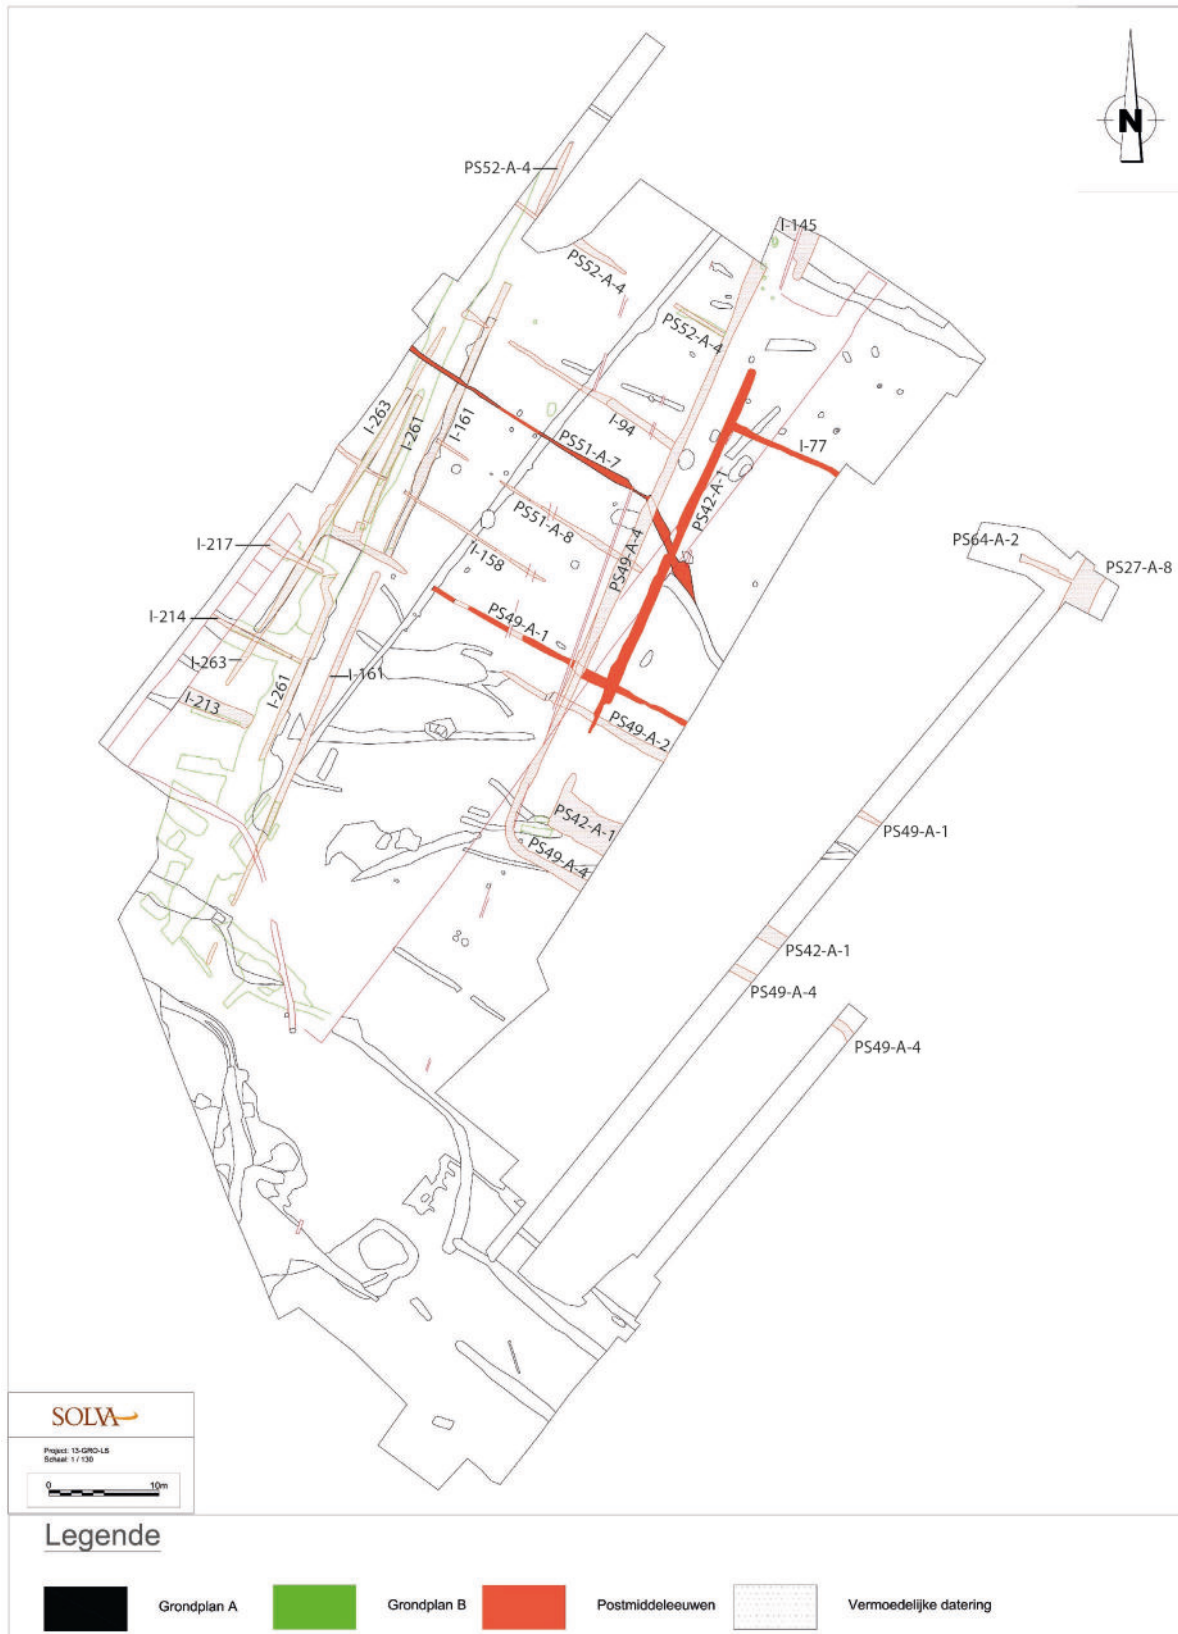 N
PS52-A-4
I-145
PS52-A-4
PS52-A-4
I-263
I-261
I-161
I-94
PS51-A-7
I-77
PS42-A-1
PS51-A-8
PS49-A-4
I-217
I-158
PS64-A-2
PS27-A-8
PS49-A-1
I-214
I-263
I-161
I-261
I-213
PS49-A-2
PS42-A-1
PS49-A-1
PS49-A-4
PS42-A-1
PS49-A-4
PS49-A-4
SOLVA
Project: 13-GRO-LS
Schaal: 1 / 130
0 10m
Legende
Grondplan A Grondplan B Postmiddeleeuwen Vermoedelijke datering